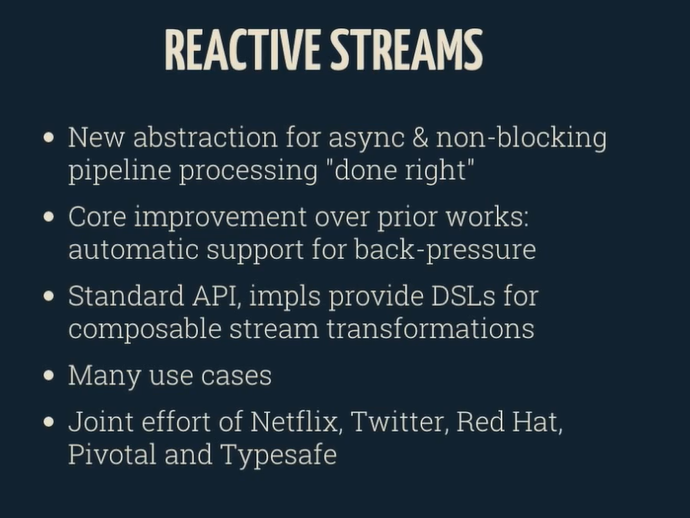 REACTIVE STREAMS
• New abstraction for async & non-blocking
pipeline processing "done right"
• Core improvement over prior works:
automatic support for back-pressure
• Standard API, impls provide DSLs for
composable stream transformations
• Many use cases
• Joint effort of Netflix, Twitter, Red Hat,
Pivotal and Typesafe